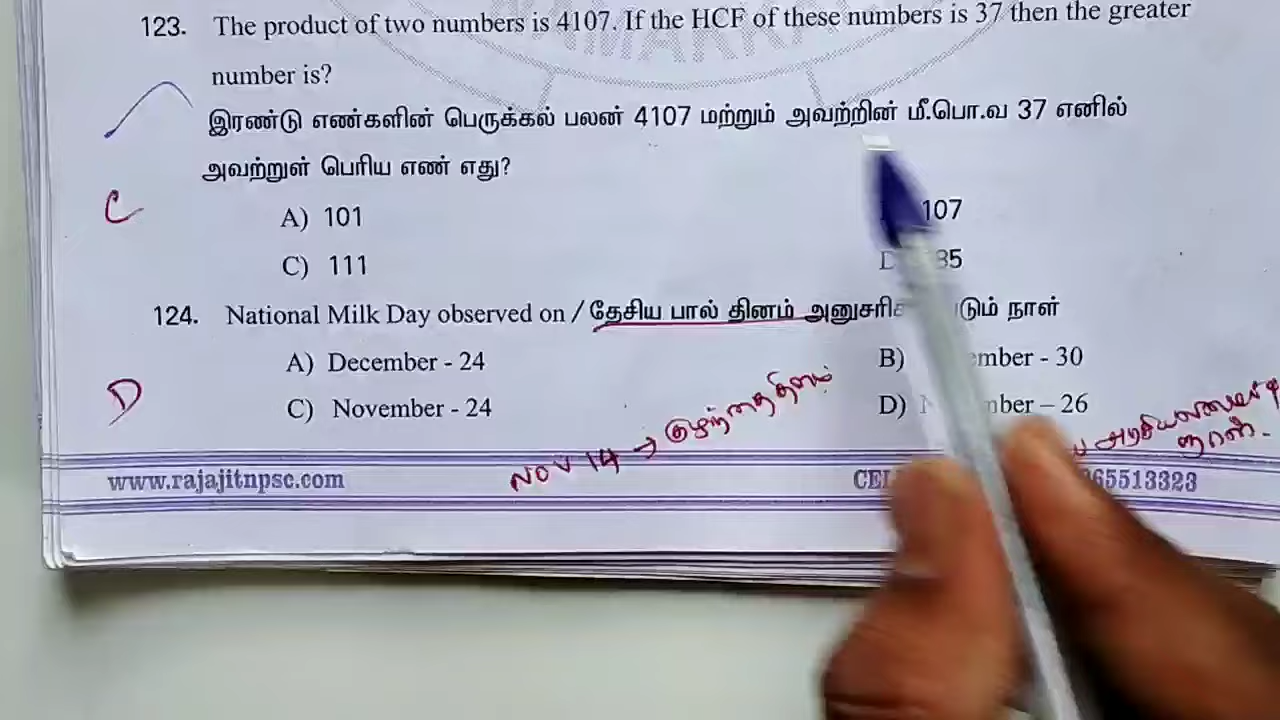 123. The product of two numbers is 4107. If the HCF of these numbers is 37 then the greater
number is?
இரண்டு எண்களின் பெருக்கல் பலன் 4107 மற்றும் அவற்றின் மீ.பொ.வ 37 எனில்
அவற்றுள் பெரிய எண் எது?
C
A) 101 107
C) 111 D 35
124. National Milk Day observed on / தேசிய பால் தினம்
நாள்
A) December - 24 B) mber - 30
D
C) November - 24 D) N mber – 26
NOV 14 → குழந்தை தினம்
நாள்.
www.rajajitnpsc.com CEL 65513323